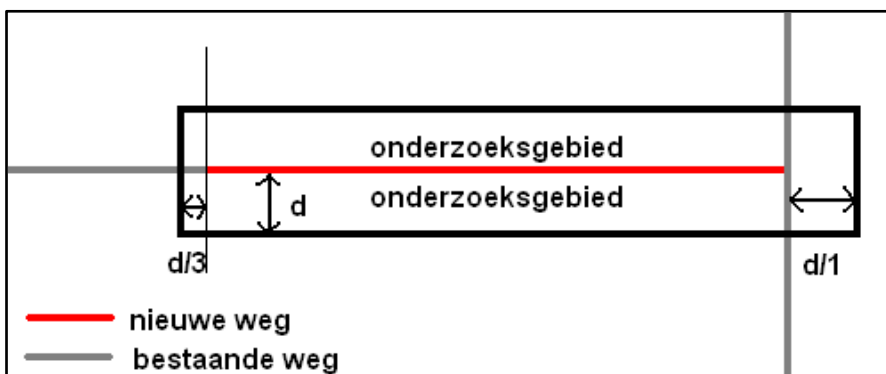 onderzoeksgebied
onderzoeksgebied
d
d/3
d/1
nieuwe weg
bestaande weg